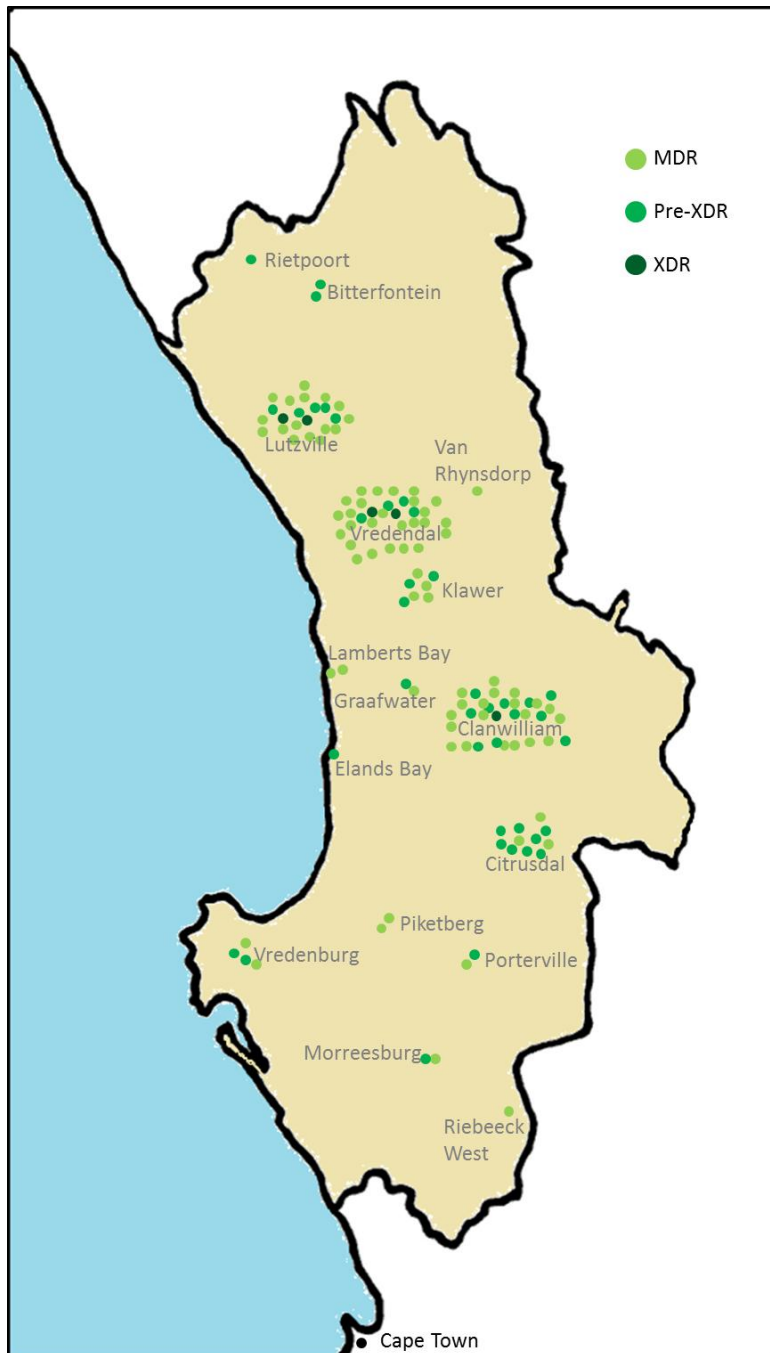 MDR
Pre-XDR
XDR
Rietpoort
Bitterfontein
Lutzville
Van
Rhynsdorp
Vredendal
Klawer
Lamberts Bay
Graafwater
Clanwilliam
Elands Bay
Citrusdal
Piketberg
Vredenburg
Porterville
Morreesburg
Riebeeck
West
Cape Town